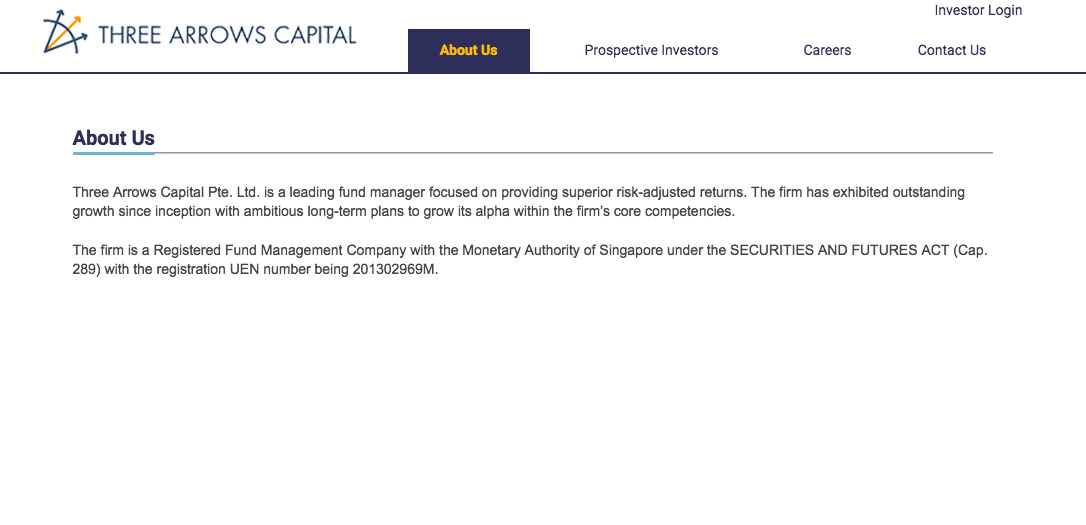 Investor Login
THREE ARROWS CAPITAL
About Us
Prospective Investors
Careers
Contact Us
About Us
Three Arrows Capital Pte. Ltd. is a leading fund manager focused on providing superior risk-adjusted returns. The firm has exhibited outstanding
growth since inception with ambitious long-term plans to grow its alpha within the firm's core competencies.
The firm is a Registered Fund Management Company with the Monetary Authority of Singapore under the SECURITIES AND FUTURES ACT (Cap.
289) with the registration UEN number being 201302969M.